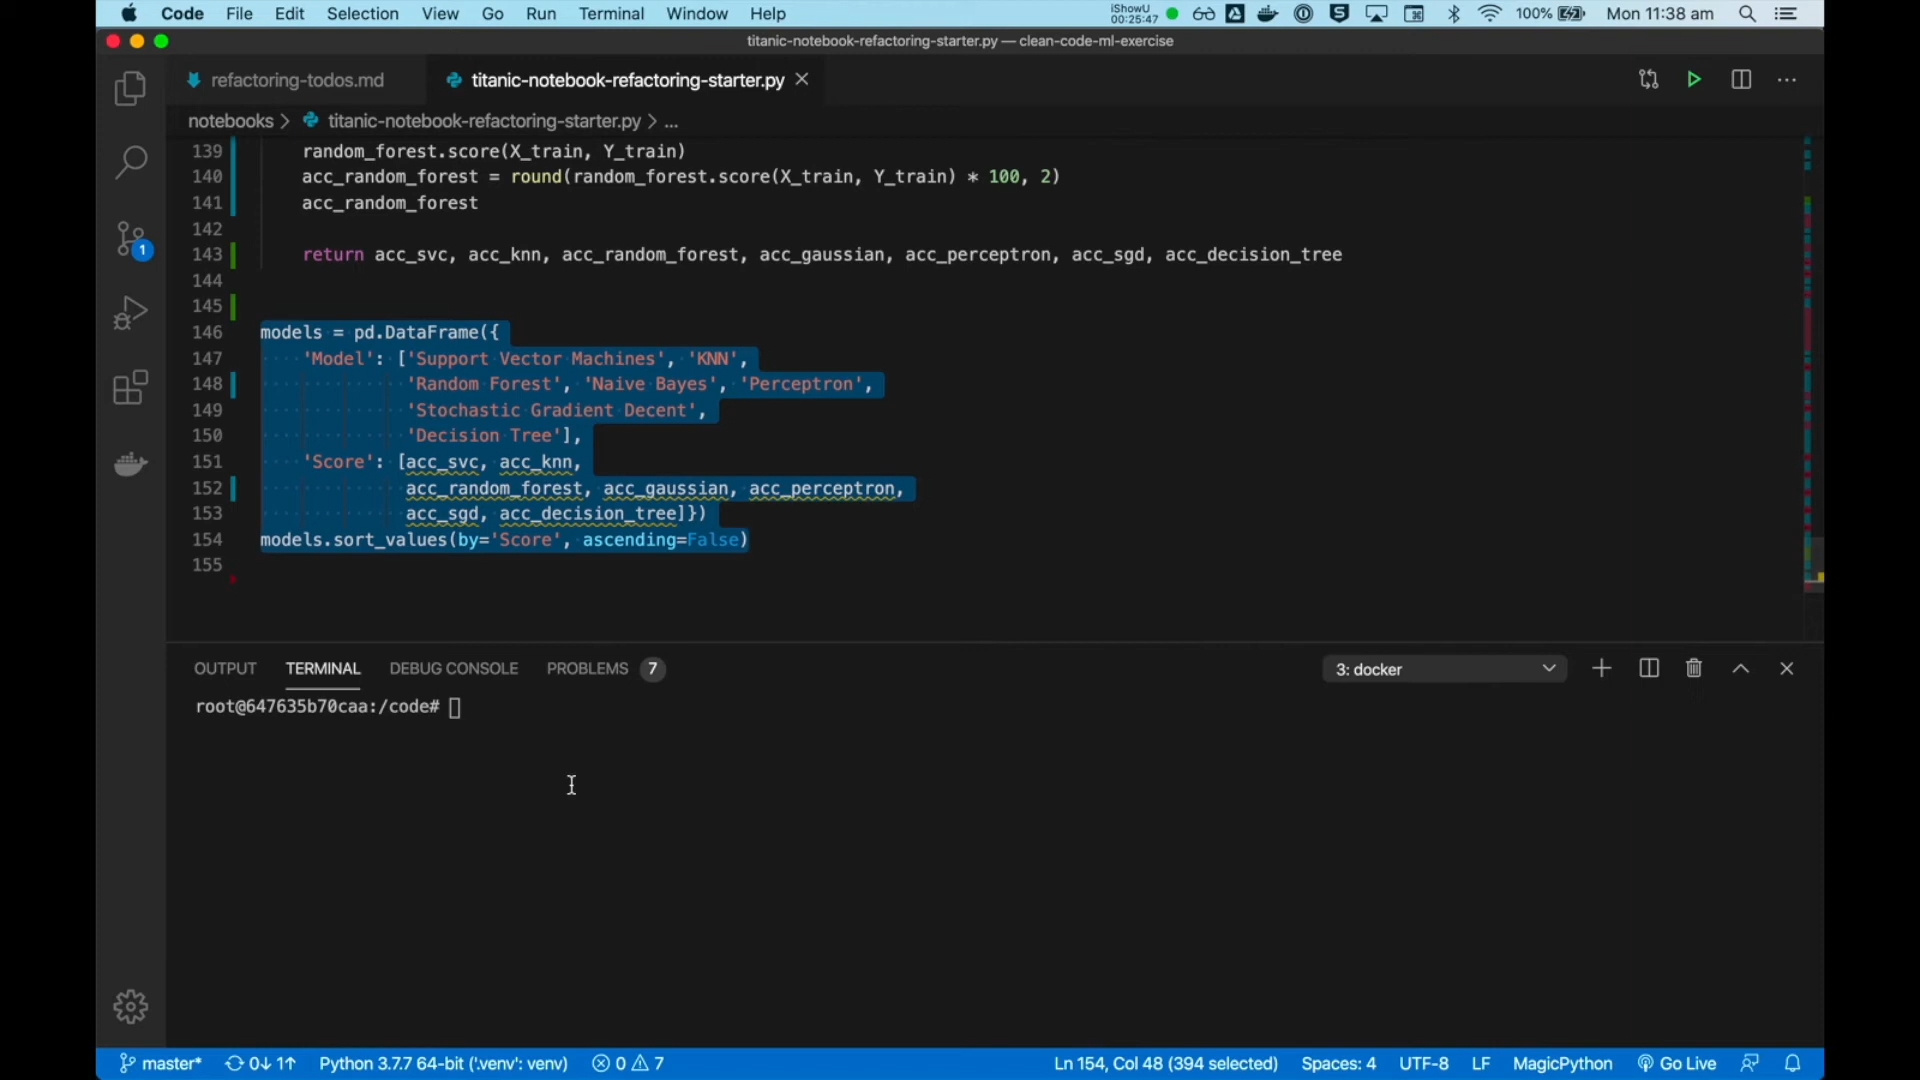 Code File Edit Selection View Go Run Terminal Window Help iShowU 00:25:47 100% Mon 11:38 am
titanic-notebook-refactoring-starter.py — clean-code-ml-exercise
refactoring-todos.md titanic-notebook-refactoring-starter.py
notebooks > titanic-notebook-refactoring-starter.py > ...
139 random_forest.score(X_train, Y_train)
140 acc_random_forest = round(random_forest.score(X_train, Y_train) * 100, 2)
141 acc_random_forest
142
143 return acc_svc, acc_knn, acc_random_forest, acc_gaussian, acc_perceptron, acc_sgd, acc_decision_tree
144
145
146 models = pd.DataFrame({
147 'Model': ['Support Vector Machines', 'KNN',
148 'Random Forest', 'Naive Bayes', 'Perceptron',
149 'Stochastic Gradient Decent',
150 'Decision Tree'],
151 'Score': [acc_svc, acc_knn,
152 acc_random_forest, acc_gaussian, acc_perceptron,
153 acc_sgd, acc_decision_tree]})
154 models.sort_values(by='Score', ascending=False)
155
1
OUTPUT TERMINAL DEBUG CONSOLE PROBLEMS 7 3: docker
root@647635b70caa:/code#
master* 0↓ 1↑ Python 3.7.7 64-bit ('.venv': venv) 0 7 Ln 154, Col 48 (394 selected) Spaces: 4 UTF-8 LF MagicPython Go Live